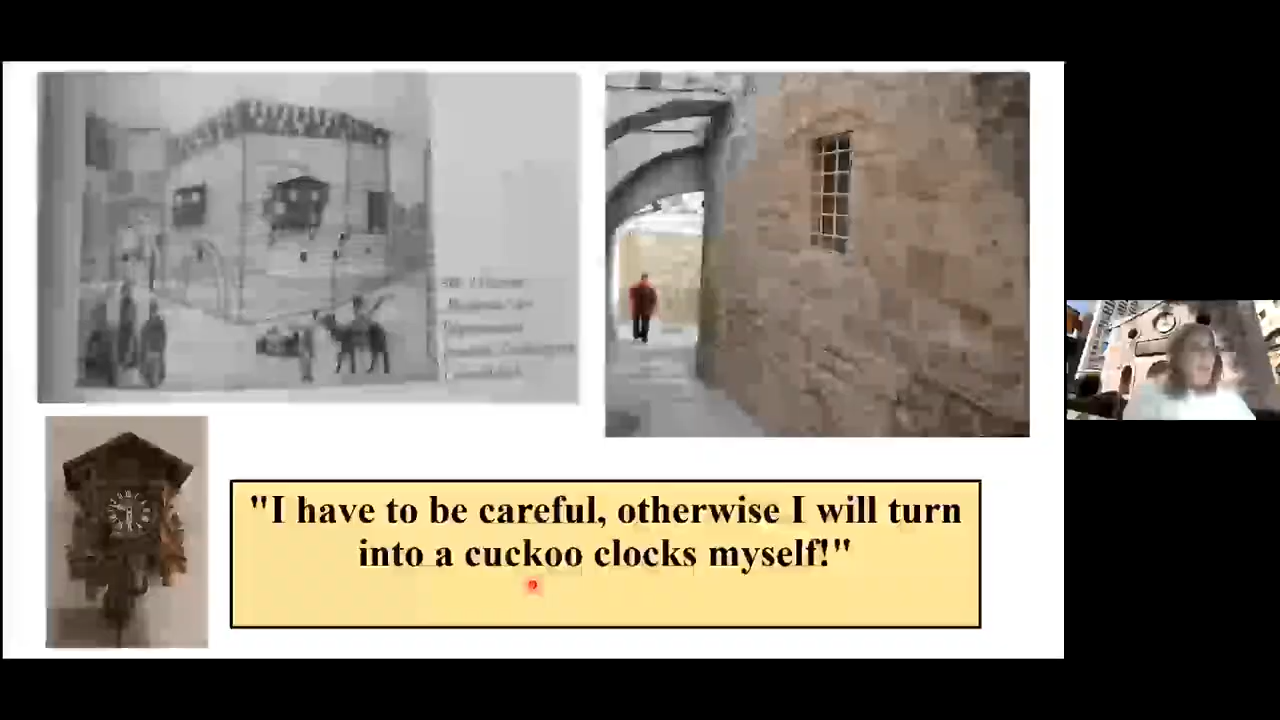 "I have to be careful, otherwise I will turn
into a cuckoo clocks myself!"